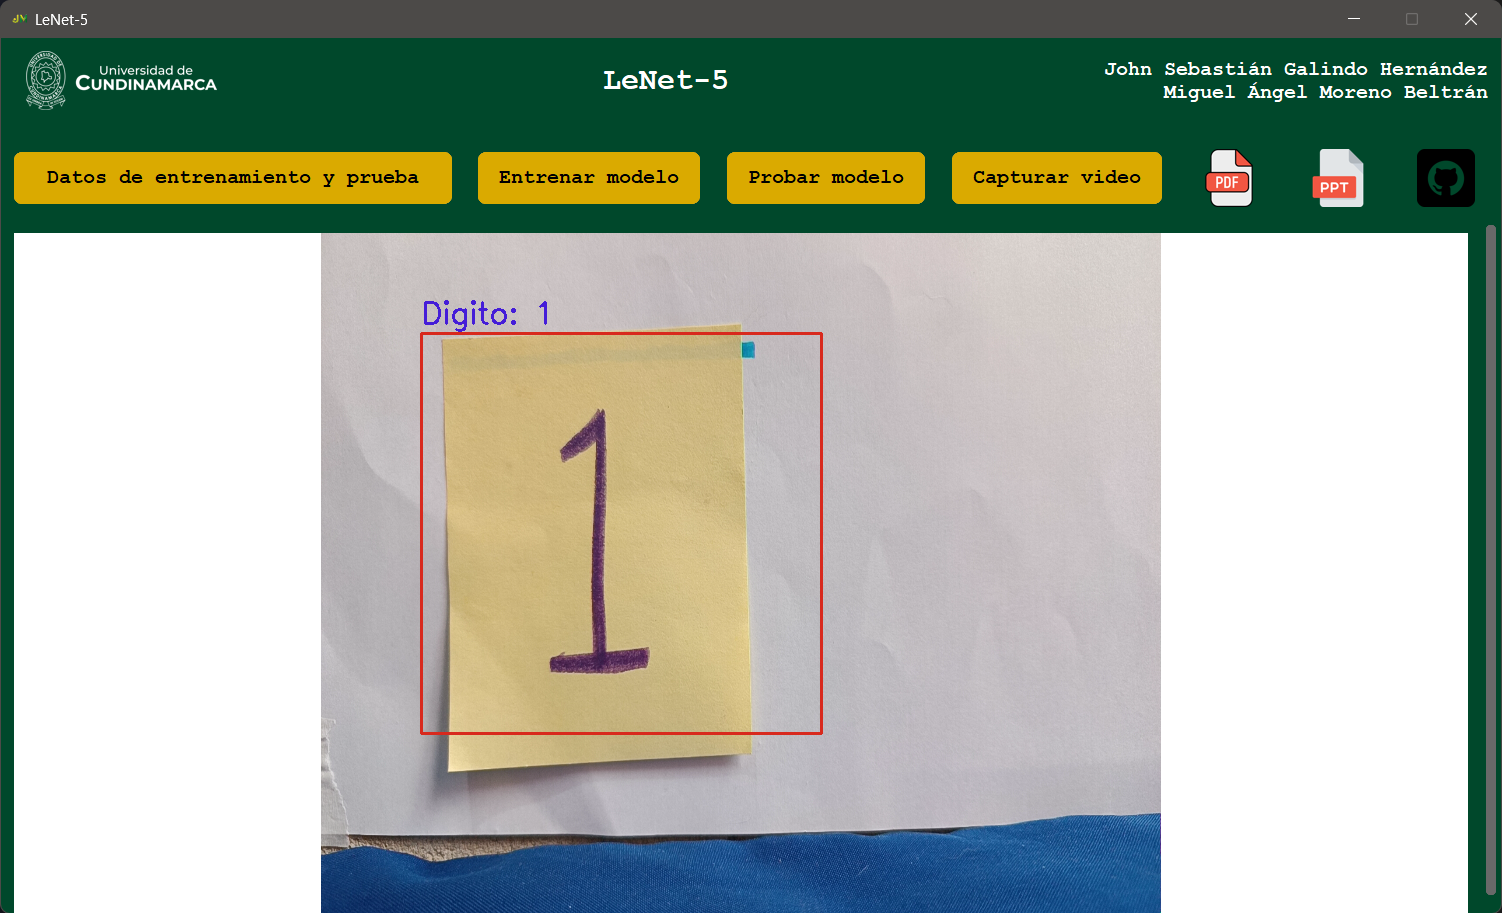 LeNet-5
Universidad de
CUNDINAMARCA
LeNet-5
John Sebastián Galindo Hernández
Miguel Ángel Moreno Beltrán
Datos de entrenamiento y prueba
Entrenar modelo
Probar modelo
Capturar video
PDF
PPT
Digito: 1
1